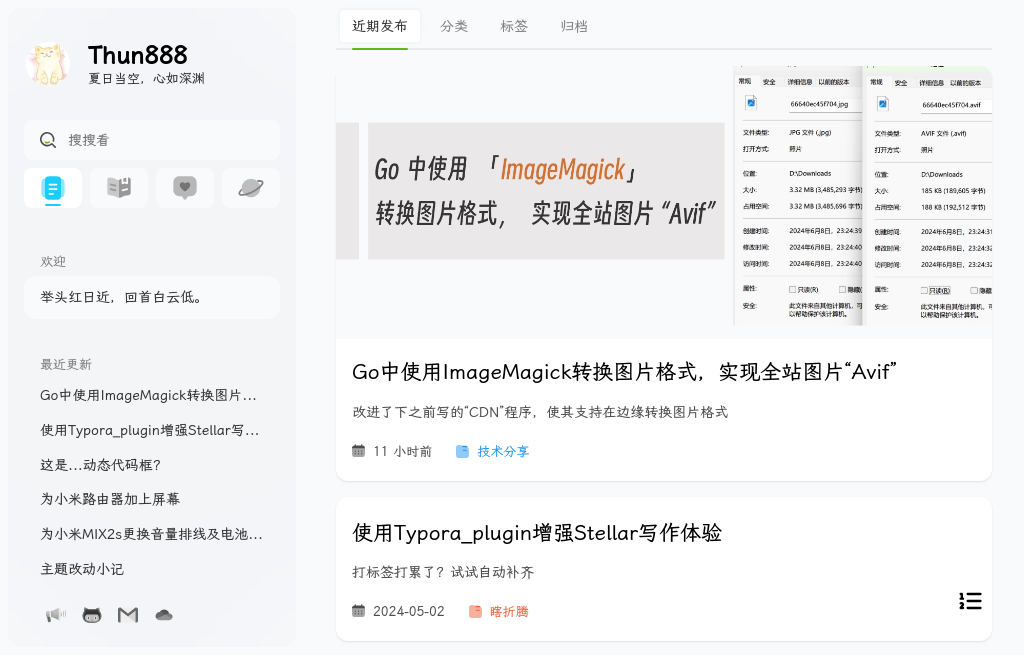 Thun888
夏日当空，心如深渊
搜搜看
欢迎
举头红日近，回首白云低。
最近更新
Go中使用ImageMagick转换图片...
使用Typora_plugin增强Stellar写...
这是...动态代码框？
为小米路由器加上屏幕
为小米MIX2s更换音量排线及电池...
主题改动小记
近期发布 分类 标签 归档
Go 中使用 「ImageMagick」
转换图片格式， 实现全站图片 “Avif”
常规 安全 详细信息 以前的版本
66640ec45f704.jpg
文件类型: JPG 文件 (.jpg)
打开方式: 照片
位置: D:\Downloads
大小: 3.32 MB (3,485,293 字节)
占用空间: 3.32 MB (3,485,696 字节)
创建时间: 2024年6月8日，23:24:39
修改时间: 2024年6月8日，23:24:40
访问时间: 2024年6月8日，23:24:40
属性: 只读(R) 隐藏(
安全: 此文件来自其他计算机，可
以帮助保护该计算机。
常规 安全 详细信息 以前的版本
66640ec45f704.avif
文件类型: AVIF 文件 (.avif)
打开方式: 照片
位置: D:\Downloads
大小: 185 KB (189,605 字节)
占用空间: 188 KB (192,512 字节)
创建时间: 2024年6月8日，23:24:31
修改时间: 2024年6月8日，23:24:32
访问时间: 2024年6月8日，23:24:32
属性: 只读(R) 隐藏
安全: 此文件来自其他计算机，可
以帮助保护该计算机。
Go中使用ImageMagick转换图片格式，实现全站图片“Avif”
改进了下之前写的“CDN”程序，使其支持在边缘转换图片格式
11 小时前 技术分享
使用Typora_plugin增强Stellar写作体验
打标签打累了？试试自动补齐
2024-05-02 瞎折腾